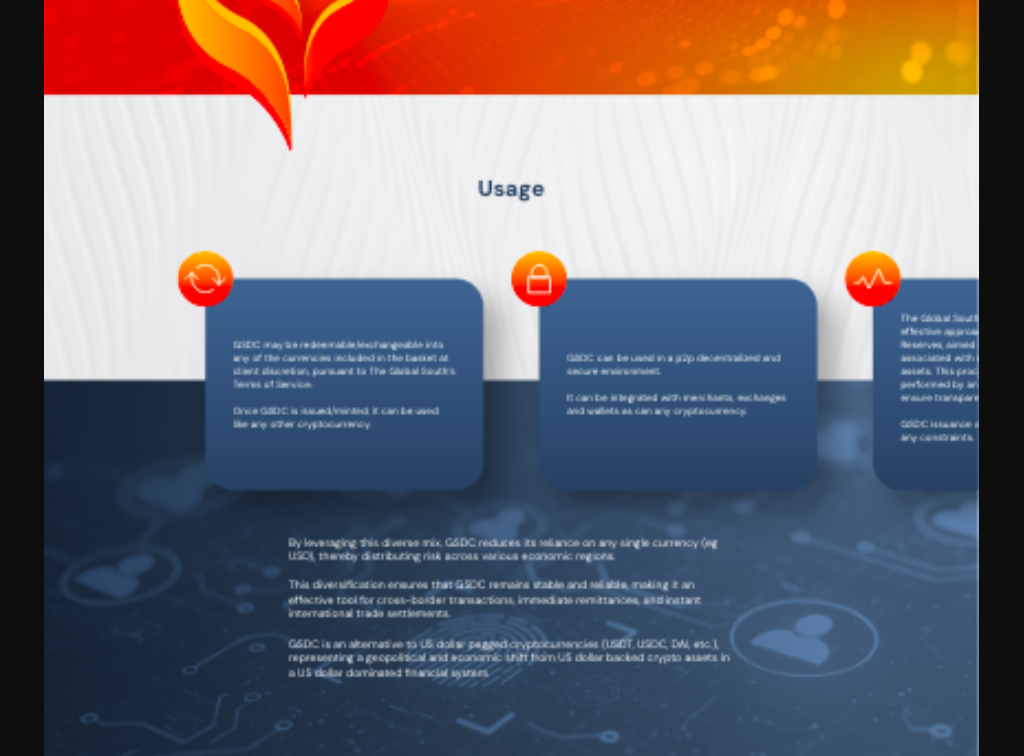 Usage
GSDC may be redeemable/exchangeable into
any of the currencies included in the basket at
client discretion, pursuant to The Global South's
Terms of Service.
Once GSDC is issued/minted, it can be used
like any other cryptocurrency.
GSDC can be used in a p2p decentralized and
secure environment.
It can be integrated with merchants, exchanges
and wallets as can any cryptocurrency.
The Global South
effective approa
Reserves, aimed
associated with
assets. This proc
performed by an
ensure transpare
GSDC issuance
any constraints.
By leveraging this diverse mix, GSDC reduces its reliance on any single currency (eg
USD), thereby distributing risk across various economic regions.
This diversification ensures that GSDC remains stable and reliable, making it an
effective tool for cross-border transactions, immediate remittances, and instant
international trade settlements.
GSDC is an alternative to US dollar pegged cryptocurrencies (USDT, USDC, DAI, etc.),
representing a geopolitical and economic shift from US dollar backed crypto assets in
a US dollar dominated financial system.